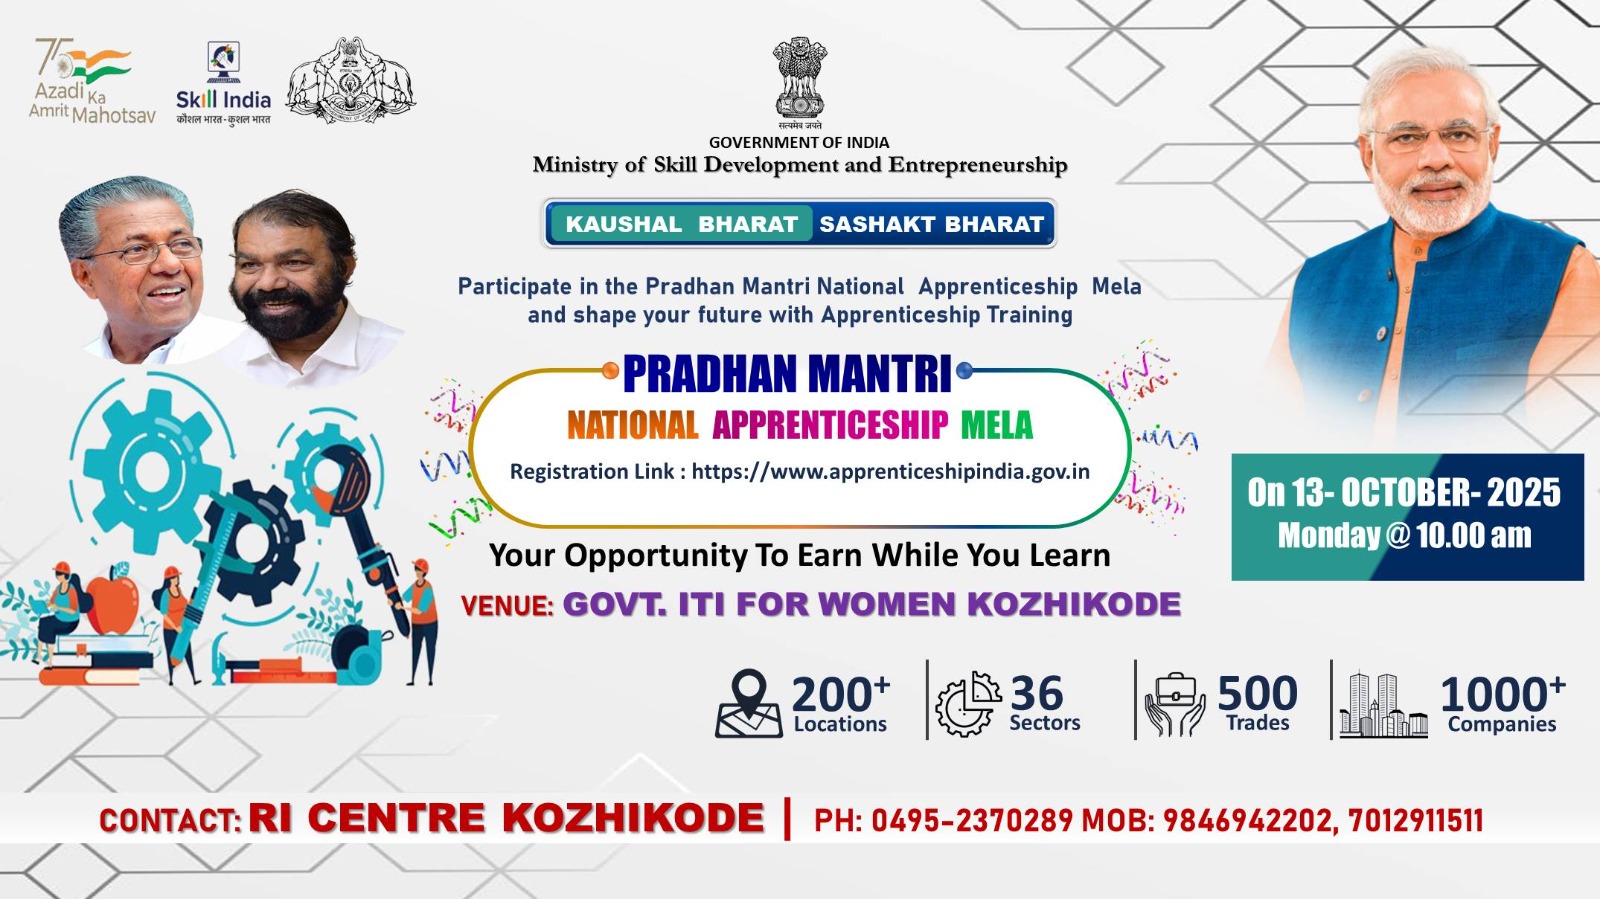 75
Azadi Ka
Amrit Mahotsav
Skill India
कौशल भारत - कुशल भारत
सत्यमेव जयते
GOVERNMENT OF INDIA
Ministry of Skill Development and Entrepreneurship
KAUSHAL BHARAT SASHAKT BHARAT
Participate in the Pradhan Mantri National Apprenticeship Mela
and shape your future with Apprenticeship Training
PRADHAN MANTRI
NATIONAL APPRENTICESHIP MELA
Registration Link : https://www.apprenticeshipindia.gov.in
On 13- OCTOBER- 2025
Monday @ 10.00 am
Your Opportunity To Earn While You Learn
VENUE: GOVT. ITI FOR WOMEN KOZHIKODE
200+
Locations
36
Sectors
500
Trades
1000+
Companies
CONTACT: RI CENTRE KOZHIKODE | PH: 0495-2370289 MOB: 9846942202, 7012911511